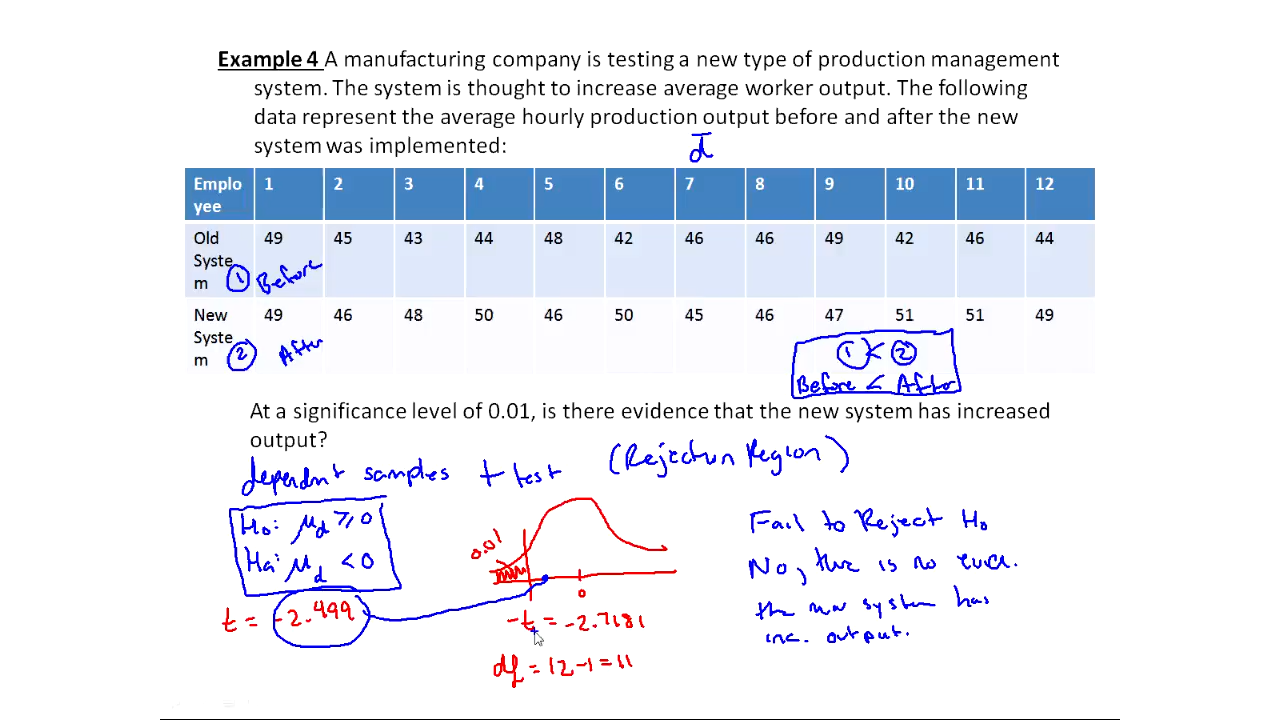 Example 4 A manufacturing company is testing a new type of production management
system. The system is thought to increase average worker output. The following
data represent the average hourly production output before and after the new
system was implemented:
d̄
Emplo
yee 1 2 3 4 5 6 7 8 9 10 11 12
Old
Syste
m 49 45 43 44 48 42 46 46 49 42 46 44
① Before
New
Syste
m 49 46 48 50 46 50 45 46 47 51 51 49
② After
① < ②
Before < After
At a significance level of 0.01, is there evidence that the new system has increased
output?
dependnt samples t test (Rejection Region)
H₀: μd ≥ 0
Ha: μd < 0
t = -2.499
0.01
0
-t = -2.7181
df = 12-1 = 11
Fail to Reject H₀
No, there is no evid.
the new system has
inc. output.